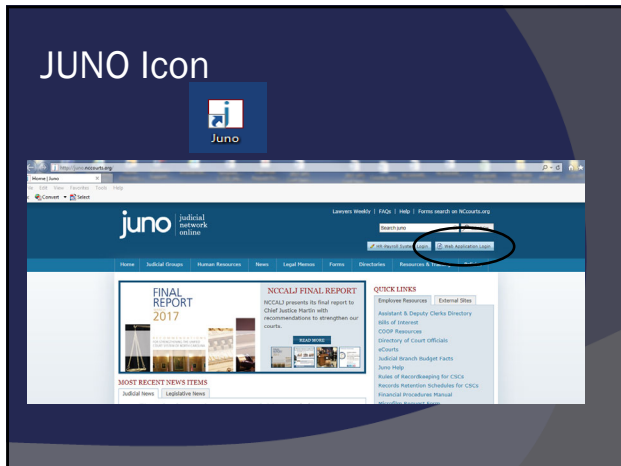 JUNO Icon
Juno
Home | Juno
Edit View Favorites Tools Help
Convert Select
juno judicial network online
Lawyers Weekly | FAQs | Help | Forms search on NCcourts.org
Search juno
HR Payroll System Login Web Application Login
Home Judicial Groups Human Resources News Legal Memos Forms Directories Resources &
FINAL
REPORT
2017
NCCALJ FINAL REPORT
NCCALJ presents its final report to
Chief Justice Martin with
recommendations to strengthen our
courts.
READ MORE
QUICK LINKS
Employee Resources External Sites
Assistant & Deputy Clerks Directory
Bills of Interest
COOP Resources
Directory of Court Officials
eCourts
Judicial Branch Budget Facts
Juno Help
Rules of Recordkeeping for CSCs
Records Retention Schedules for CSCs
Financial Procedures Manual
MOST RECENT NEWS ITEMS
Judicial News Legislative News